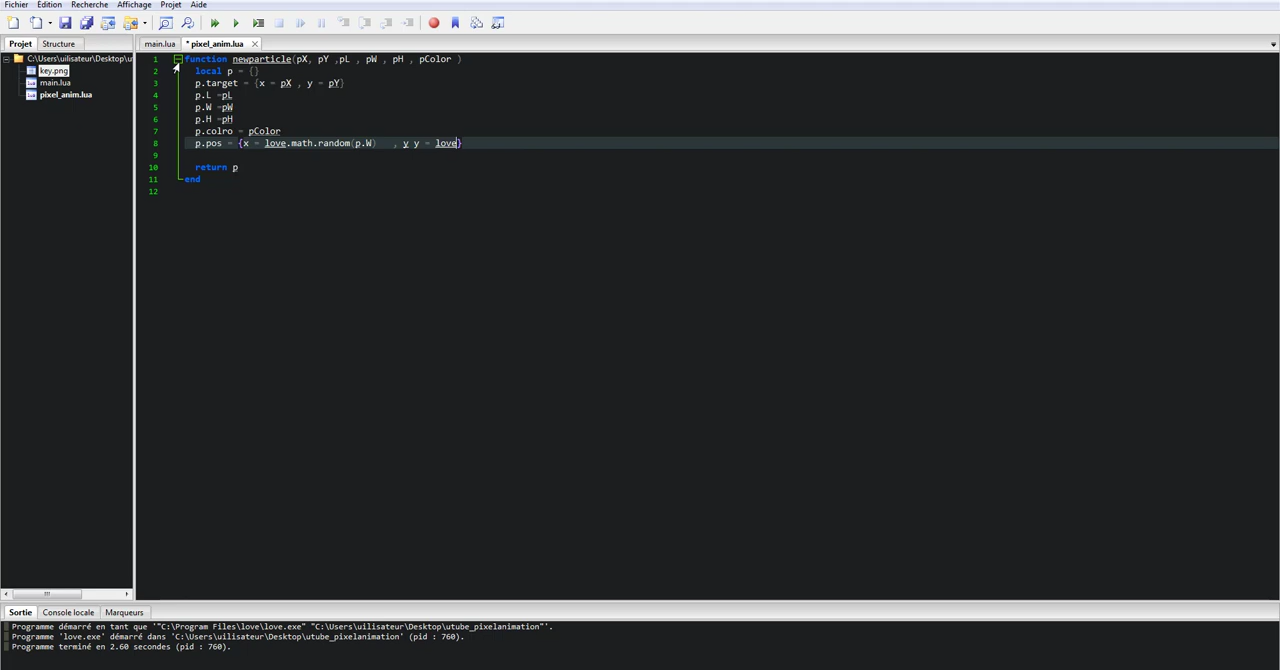 Fichier Édition Recherche Affichage Projet Aide
Projet Structure main.lua * pixel_anim.lua
C:\Users\uilisateur\Desktop\ut
key.png
main.lua
pixel_anim.lua
1 function newparticle(pX, pY ,pL , pW , pH , pColor )
2 local p = {}
3 p.target = {x = pX , y = pY}
4 p.L =pL
5 p.W =pW
6 p.H =pH
7 p.colro = pColor
8 p.pos = {x = love.math.random(p.W) , y y = love}
9
10 return p
11 end
12
Sortie Console locale Marqueurs
Programme démarré en tant que '"C:\Program Files\love\love.exe" "C:\Users\uilisateur\Desktop\utube_pixelanimation"'.
Programme 'love.exe' démarré dans 'C:\Users\uilisateur\Desktop\utube_pixelanimation' (pid : 760).
Programme terminé en 2.60 secondes (pid : 760).